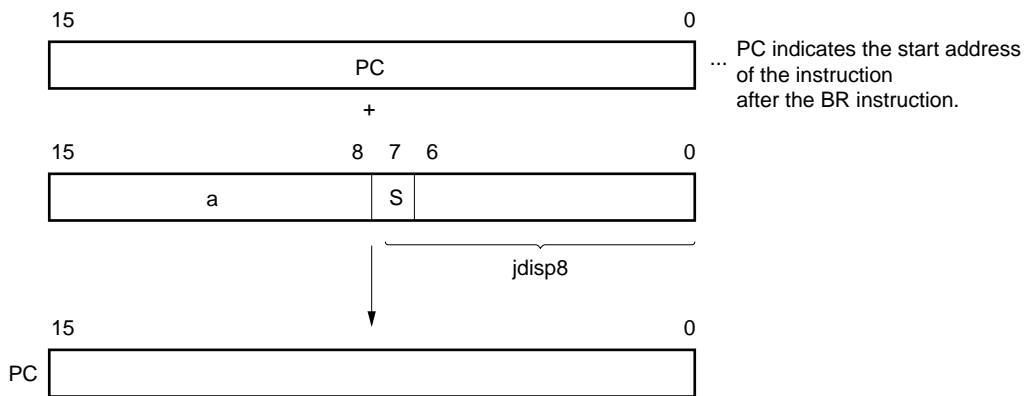 15 0
PC
... PC indicates the start address
of the instruction
after the BR instruction.
+
15 8 7 6 0
a S
jdisp8
15 0
PC